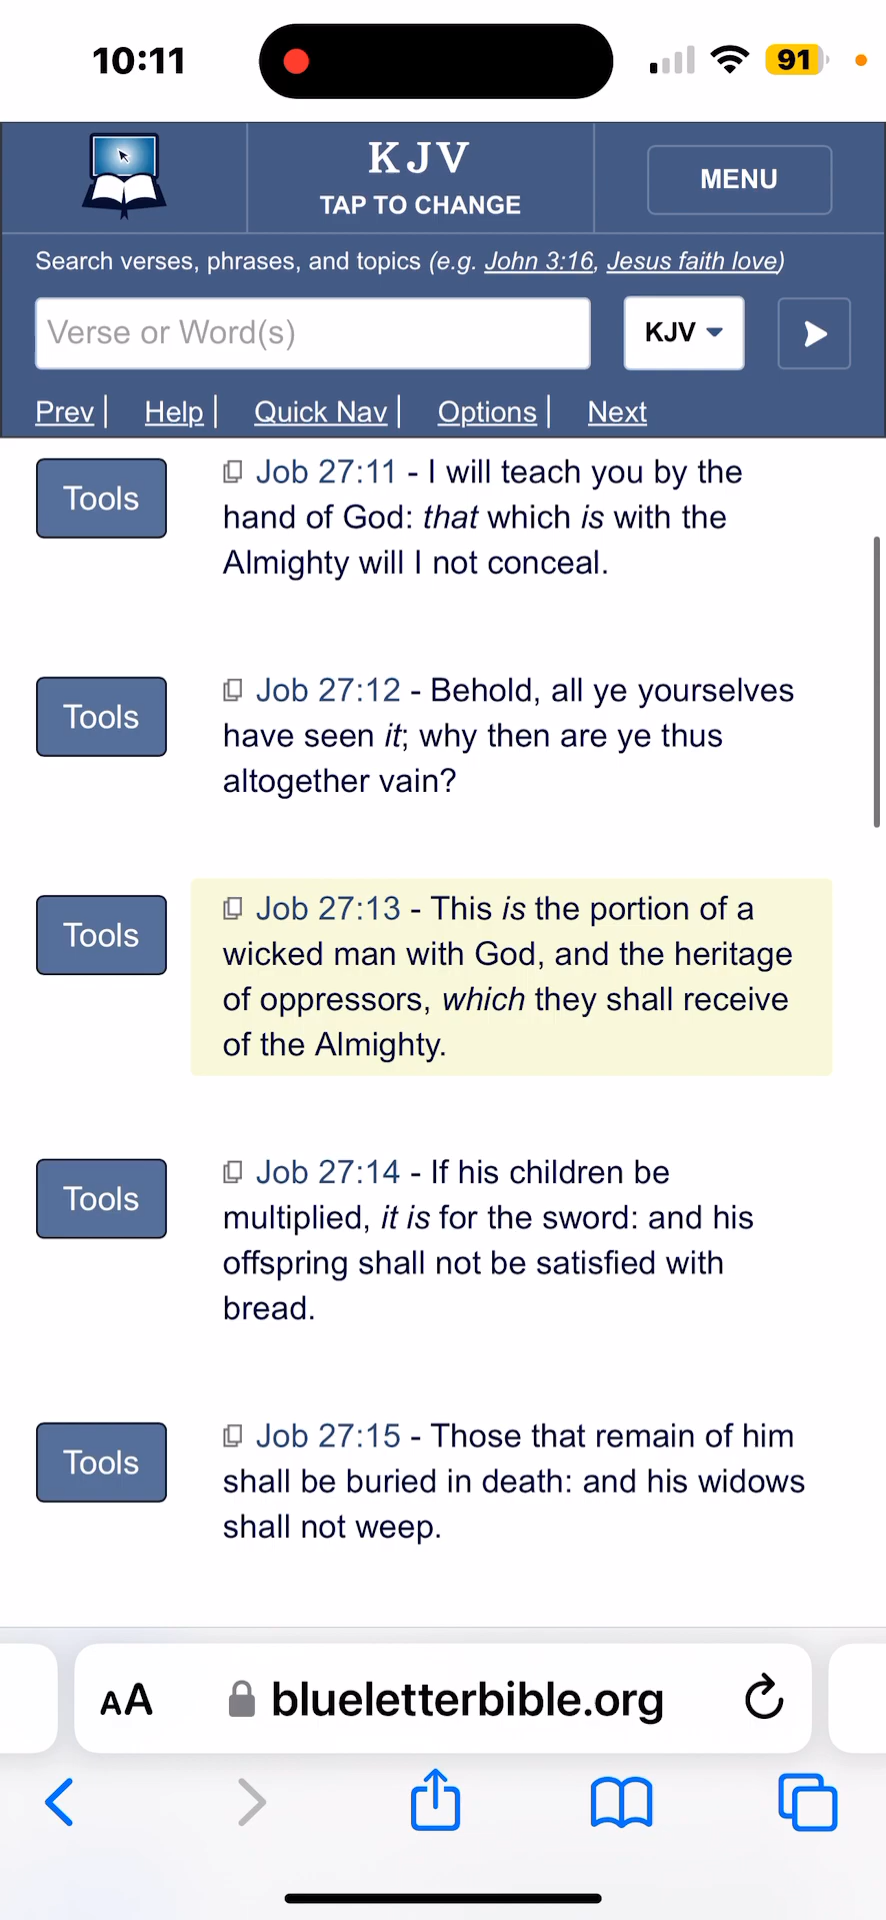 10:11
91
KJV
TAP TO CHANGE
MENU
Search verses, phrases, and topics (e.g. John 3:16, Jesus faith love)
Verse or Word(s)
KJV
Prev | Help | Quick Nav | Options | Next
Tools
Job 27:11 - I will teach you by the
hand of God: that which is with the
Almighty will I not conceal.
Tools
Job 27:12 - Behold, all ye yourselves
have seen it; why then are ye thus
altogether vain?
Tools
Job 27:13 - This is the portion of a
wicked man with God, and the heritage
of oppressors, which they shall receive
of the Almighty.
Tools
Job 27:14 - If his children be
multiplied, it is for the sword: and his
offspring shall not be satisfied with
bread.
Tools
Job 27:15 - Those that remain of him
shall be buried in death: and his widows
shall not weep.
AA
blueletterbible.org